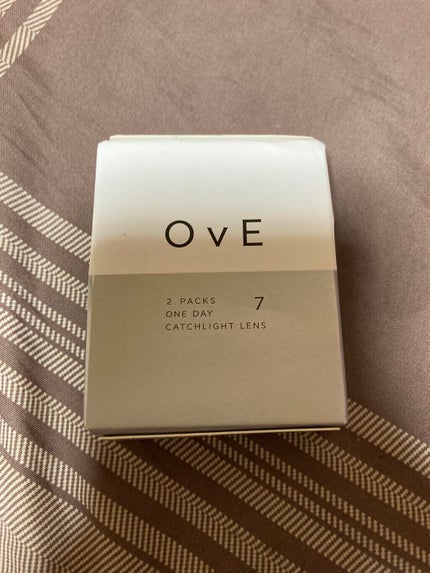 OvE
2 PACKS 7
ONE DAY
CATCHLIGHT LENS